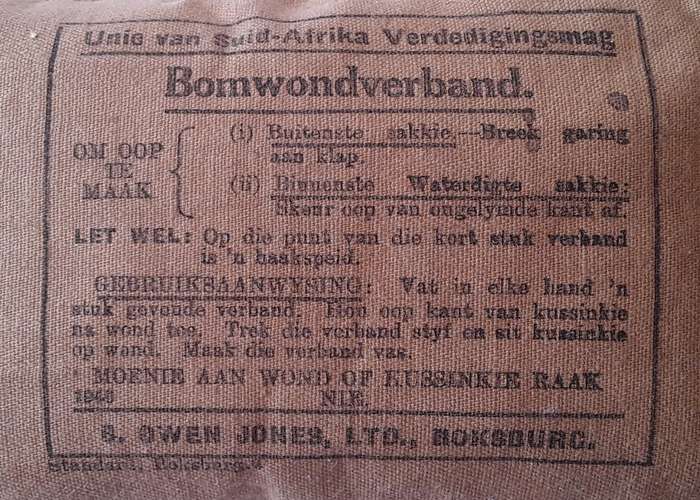 Unie van Suid-Afrika Verdedigingsmag
Bomwondverband.
OM OOP
TE
MAAK
(i) Buitenste sakkie.—Breek garing
aan klap.
(ii) Binnenste Waterdigte sakkie:
Skeur oop van ongelymde kant af.
LET WEL: Op die punt van die kort stuk verband
is 'n haakspeld.
GEBRUIKSAANWYSING: Vat in elke hand 'n
stuk gevoude verband. Hou oop kant van kussinkie
na wond toe. Trek die verband styf en sit kussinkie
op wond. Maak die verband vas.
MOENIE AAN WOND OF KUSSINKIE RAAK
NIE.
S. OWEN JONES, LTD., BOKSBURG.
Standard, Boksburg.